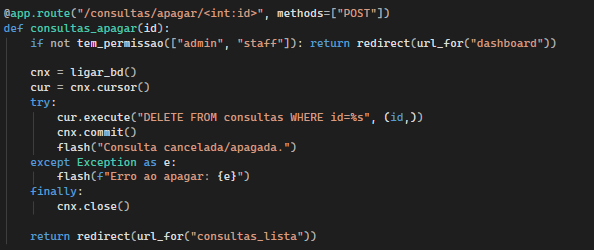 @app.route("/consultas/apagar/<int:id>", methods=["POST"])
def consultas_apagar(id):
    if not tem_permissao(["admin", "staff"]): return redirect(url_for("dashboard"))

    cnx = ligar_bd()
    cur = cnx.cursor()
    try:
        cur.execute("DELETE FROM consultas WHERE id=%s", (id,))
        cnx.commit()
        flash("Consulta cancelada/apagada.")
    except Exception as e:
        flash(f"Erro ao apagar: {e}")
    finally:
        cnx.close()

    return redirect(url_for("consultas_lista"))